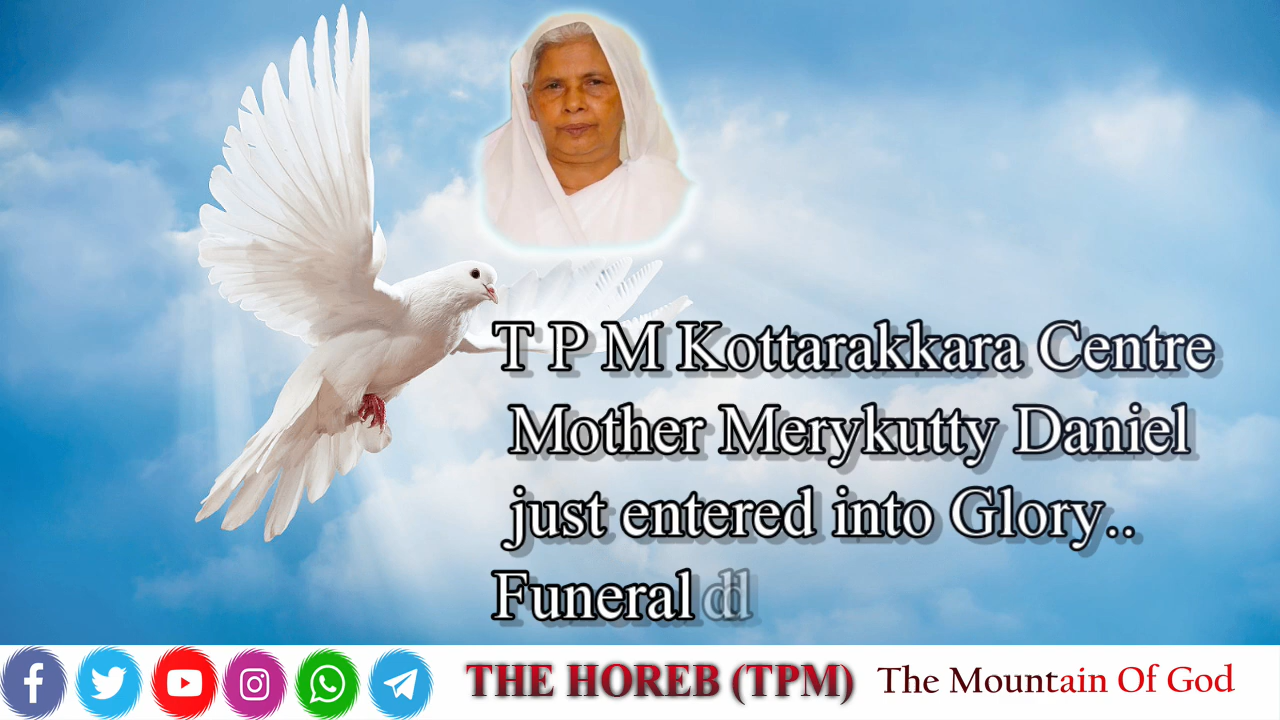 T P M Kottarakkara Centre
Mother Merykutty Daniel
just entered into Glory..
Funeral
THE HOREB (TPM) The Mountain Of God